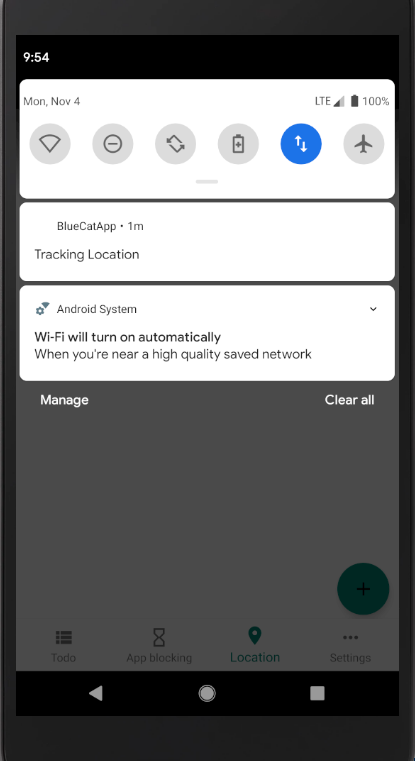 9:54
Mon, Nov 4 LTE 100%
BlueCatApp • 1m
Tracking Location
Android System
Wi-Fi will turn on automatically
When you're near a high quality saved network
Manage Clear all
Todo App blocking Location Settings